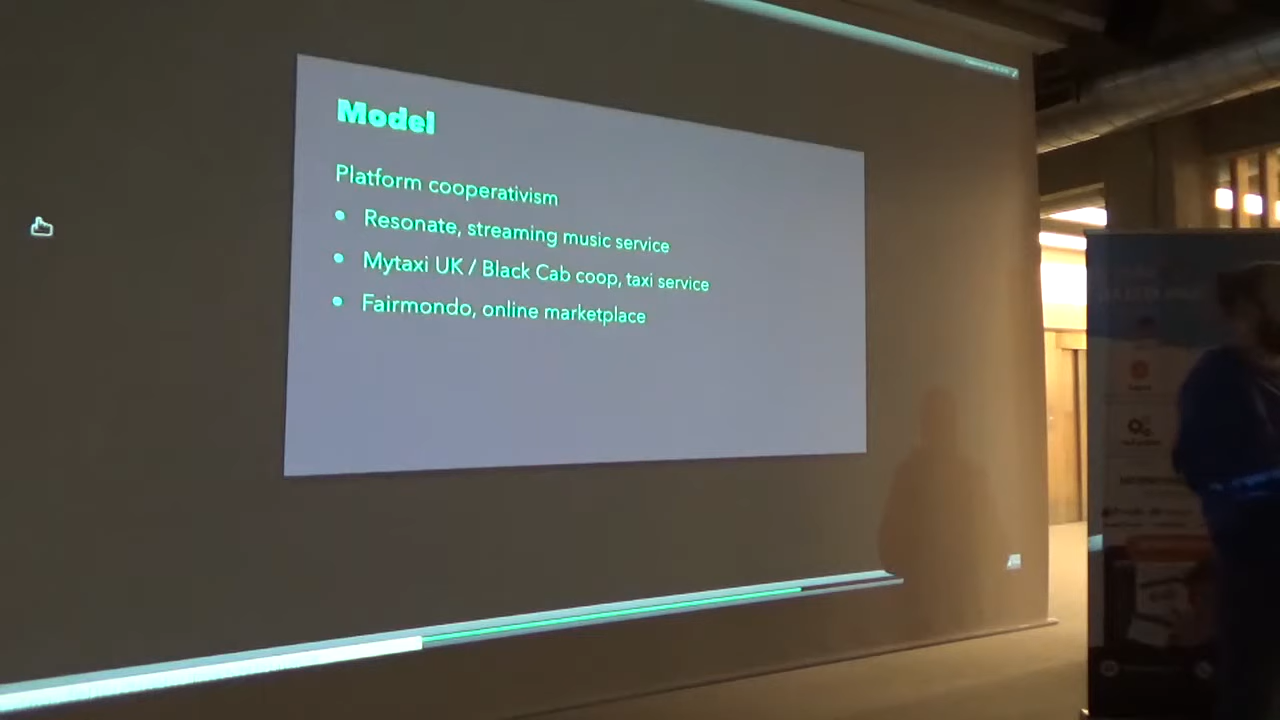 Model
Platform cooperativism
Resonate, streaming music service
Mytaxi UK / Black Cab coop, taxi service
Fairmondo, online marketplace